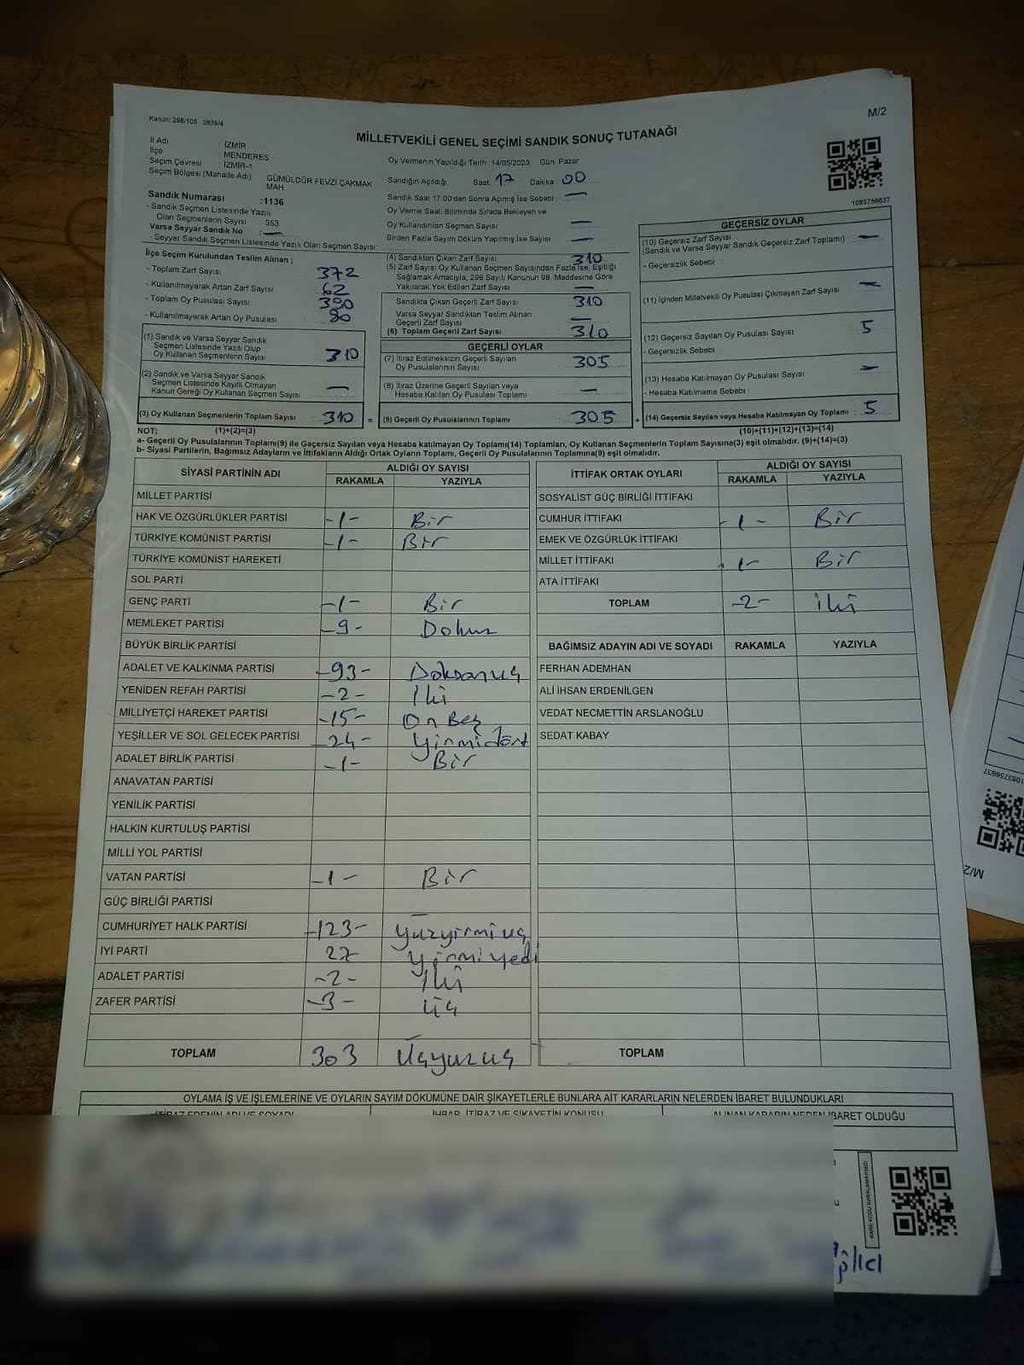 Kanun: 298/105 2839/4
M/2
MİLLETVEKİLİ GENEL SEÇİMİ SANDIK SONUÇ TUTANAĞI
İl Adı : İZMİR
İlçe : MENDERES
Seçim Çevresi : İZMİR-1
Seçim Bölgesi (Mahalle Adı) GÜMÜLDÜR FEVZİ ÇAKMAK MAH
Sandık Numarası :1136
- Sandık Seçmen Listesinde Yazılı
Olan Seçmenlerin Sayısı : 353
Varsa Seyyar Sandık No : —
- Seyyar Sandık Seçmen Listesinde Yazılı Olan Seçmen Sayısı:
Oy Vermenin Yapıldığı Tarih 14/05/2023 Gün Pazar
Sandığın Açıldığı Saat 17 Dakika 00
Sandık Saat 17:00'dan Sonra Açılmış İse Sebebi —
Oy Verme Saati Bitiminde Sırada Bekleyen ve
Oy Kullandırılan Seçmen Sayısı —
Birden Fazla Sayım Döküm Yapılmış İse Sayısı —
1083756637
İlçe Seçim Kurulundan Teslim Alınan ;
- Toplam Zarf Sayısı 372
- Kullanılmayarak Artan Zarf Sayısı 62
- Toplam Oy Pusulası Sayısı 390
- Kullanılmayarak Artan Oy Pusulası 80
(1) Sandık ve Varsa Seyyar Sandık
Seçmen Listesinde Yazılı Olup
Oy Kullanan Seçmenlerin Sayısı 310
(2) Sandık ve Varsa Seyyar Sandık
Seçmen Listesinde Kayıtlı Olmayan
Kanun Gereği Oy Kullanan Seçmen Sayısı —
(3) Oy Kullanan Seçmenlerin Toplam Sayısı 310 =
(4) Sandıktan Çıkan Zarf Sayısı 310
(5) Zarf Sayısı Oy Kullanan Seçmen Sayısından Fazla İse, Eşitliği
Sağlamak Amacıyla, 298 Sayılı Kanunun 98. Maddesine Göre
Yakılarak Yok Edilen Zarf Sayısı —
Sandıkta Çıkan Geçerli Zarf Sayısı 310
Varsa Seyyar Sandıktan Teslim Alınan
Geçerli Zarf Sayısı —
(6) Toplam Geçerli Zarf Sayısı 310
GEÇERLİ OYLAR
(7) İtiraz Edilmeksizin Geçerli Sayılan
Oy Pusulalarının Sayısı 305
(8) İtiraz Üzerine Geçerli Sayılan veya
Hesaba Katılan Oy Pusulası Toplamı —
(9) Geçerli Oy Pusulalarının Toplamı 305 +
GEÇERSİZ OYLAR
(10) Geçersiz Zarf Sayısı —
(Sandık ve Varsa Seyyar Sandık Geçersiz Zarf Toplamı)
- Geçersizlik Sebebi
(11) İçinden Milletvekili Oy Pusulası Çıkmayan Zarf Sayısı —
(12) Geçersiz Sayılan Oy Pusulası Sayısı 5
- Geçersizlik Sebebi
(13) Hesaba Katılmayan Oy Pusulası Sayısı —
- Hesaba Katılmama Sebebi
(14) Geçersiz Sayılan veya Hesaba Katılmayan Oy Toplamı 5
NOT; (1)+(2)=(3) (10)+(11)+(12)+(13)=(14)
a- Geçerli Oy Pusulalarının Toplamı(9) ile Geçersiz Sayılan veya Hesaba katılmayan Oy Toplamı(14) Toplamları, Oy Kullanan Seçmenlerin Toplam Sayısına(3) eşit olmalıdır. (9)+(14)=(3)
b- Siyasi Partilerin, Bağımsız Adayların ve İttifakların Aldığı Ortak Oyların Toplamı, Geçerli Oy Pusulalarının Toplamına(9) eşit olmalıdır.
SİYASİ PARTİNİN ADI ALDIĞI OY SAYISI
RAKAMLA YAZIYLA
MİLLET PARTİSİ
HAK VE ÖZGÜRLÜKLER PARTİSİ -1- Bir
TÜRKİYE KOMÜNİST PARTİSİ -1- Bir
TÜRKİYE KOMÜNİST HAREKETİ
SOL PARTİ
GENÇ PARTİ -1- Bir
MEMLEKET PARTİSİ -9- Dokuz
BÜYÜK BİRLİK PARTİSİ
ADALET VE KALKINMA PARTİSİ -93- Doksanüç
YENİDEN REFAH PARTİSİ -2- İki
MİLLİYETÇİ HAREKET PARTİSİ -15- On Beş
YEŞİLLER VE SOL GELECEK PARTİSİ -24- Yirmidört
ADALET BİRLİK PARTİSİ -1- Bir
ANAVATAN PARTİSİ
YENİLİK PARTİSİ
HALKIN KURTULUŞ PARTİSİ
MİLLİ YOL PARTİSİ
VATAN PARTİSİ -1- Bir
GÜÇ BİRLİĞİ PARTİSİ
CUMHURİYET HALK PARTİSİ -123- Yüzyirmi üç
İYİ PARTİ 27 Yirmiyedi
ADALET PARTİSİ -2- İki
ZAFER PARTİSİ -3- Üç
TOPLAM 303 Üçyüzüç
İTTİFAK ORTAK OYLARI ALDIĞI OY SAYISI
RAKAMLA YAZIYLA
SOSYALİST GÜÇ BİRLİĞİ İTTİFAKI
CUMHUR İTTİFAKI -1- Bir
EMEK VE ÖZGÜRLÜK İTTİFAKI
MİLLET İTTİFAKI -1- Bir
ATA İTTİFAKI
TOPLAM -2- İki
BAĞIMSIZ ADAYIN ADI VE SOYADI RAKAMLA YAZIYLA
FERHAN ADEMHAN
ALİ İHSAN ERDENİLGEN
VEDAT NECMETTİN ARSLANOĞLU
SEDAT KABAY
TOPLAM
OYLAMA İŞ VE İŞLEMLERİNE VE OYLARIN SAYIM DÖKÜMÜNE DAİR ŞİKAYETLERLE BUNLARA AİT KARARLARIN NELERDEN İBARET BULUNDUKLARI
İTİRAZ EDENİN ADI VE SOYADI İHBAR, İTİRAZ VE ŞİKAYETİN KONUSU ALINAN KARARIN NEDEN İBARET OLDUĞU
1083756637
M/2